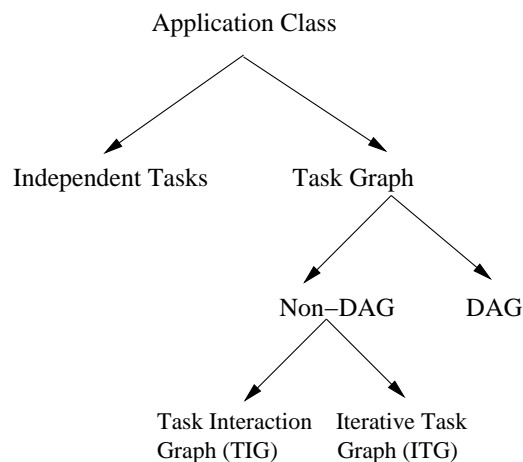 Application Class
Independent Tasks
Task Graph
Non−DAG
DAG
Task Interaction
Graph (TIG)
Iterative Task
Graph (ITG)